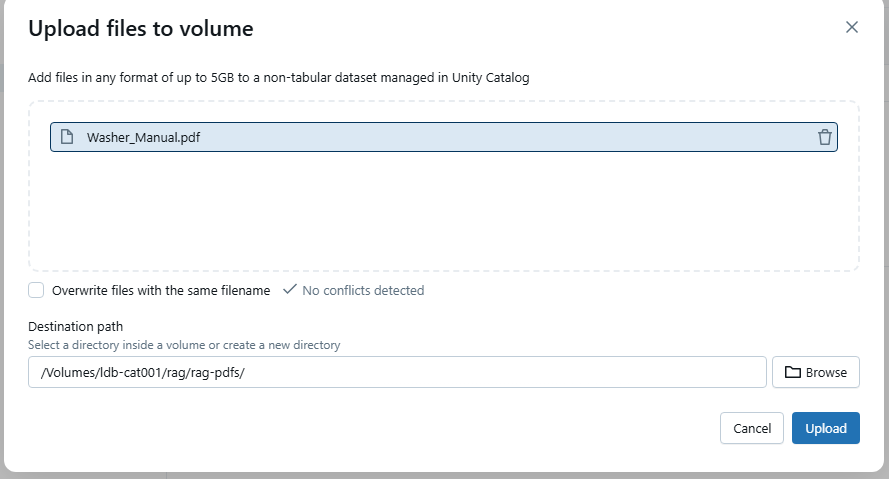 Upload files to volume
Add files in any format of up to 5GB to a non-tabular dataset managed in Unity Catalog
Washer_Manual.pdf
Overwrite files with the same filename No conflicts detected
Destination path
Select a directory inside a volume or create a new directory
/Volumes/ldb-cat001/rag/rag-pdfs/ Browse
Cancel Upload